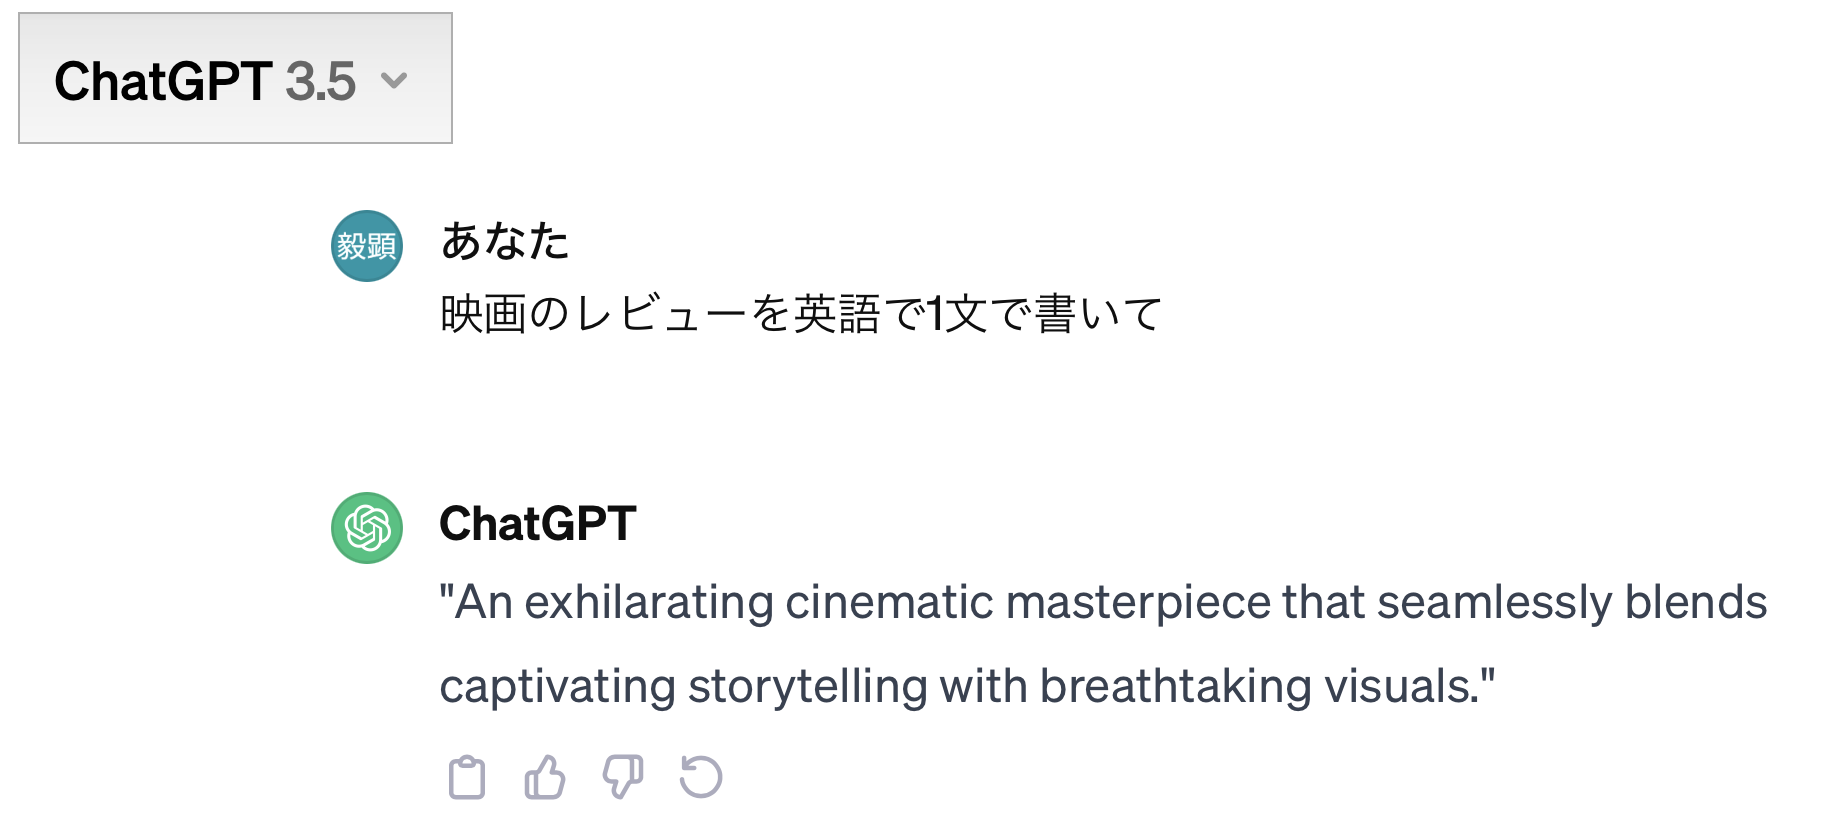 ChatGPT 3.5
毅顕
あなた
映画のレビューを英語で1文で書いて
ChatGPT
"An exhilarating cinematic masterpiece that seamlessly blends
captivating storytelling with breathtaking visuals."